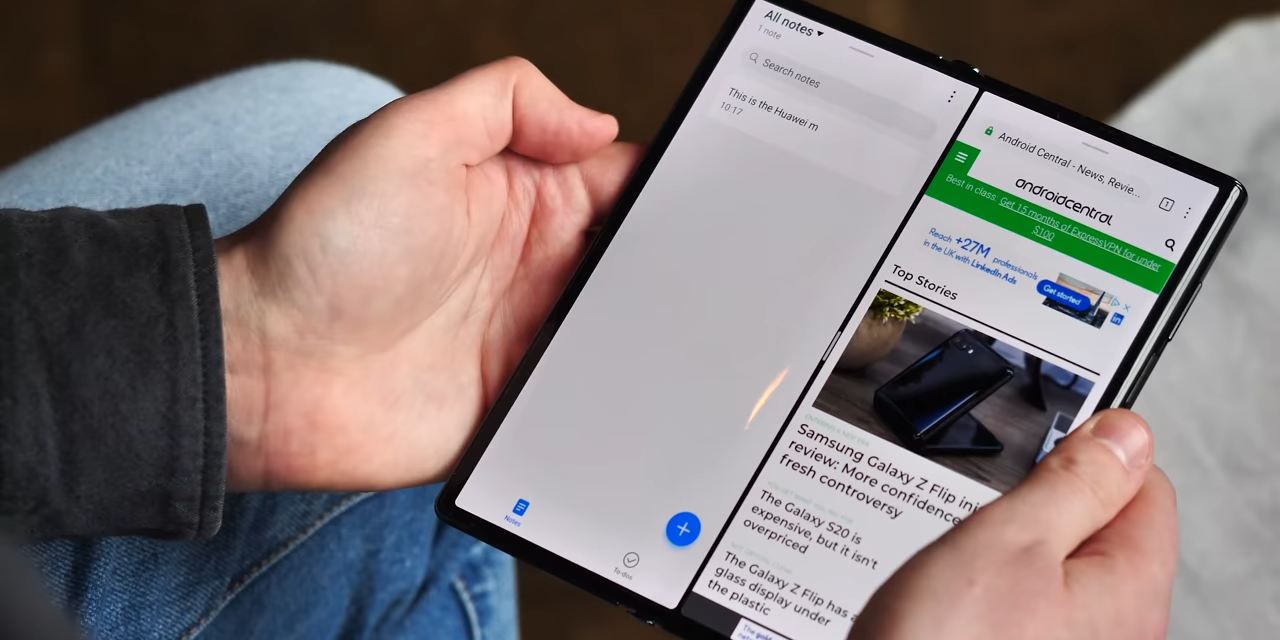 All notes
1 note
Search notes
This is the Huawei m
10:17
Notes
To-dos
Android Central - News, Revie...
1
androidcentral
Best in class. Get 15 months of ExpressVPN for under
$100
Reach +27M professionals
in the UK with LinkedIn Ads
Get started
in
Top Stories
Samsung Galaxy Z Flip ini
review: More confidence
fresh controversy
The Galaxy S20 is
expensive, but it isn't
overpriced
The Galaxy Z Flip has a
glass display under
the plastic